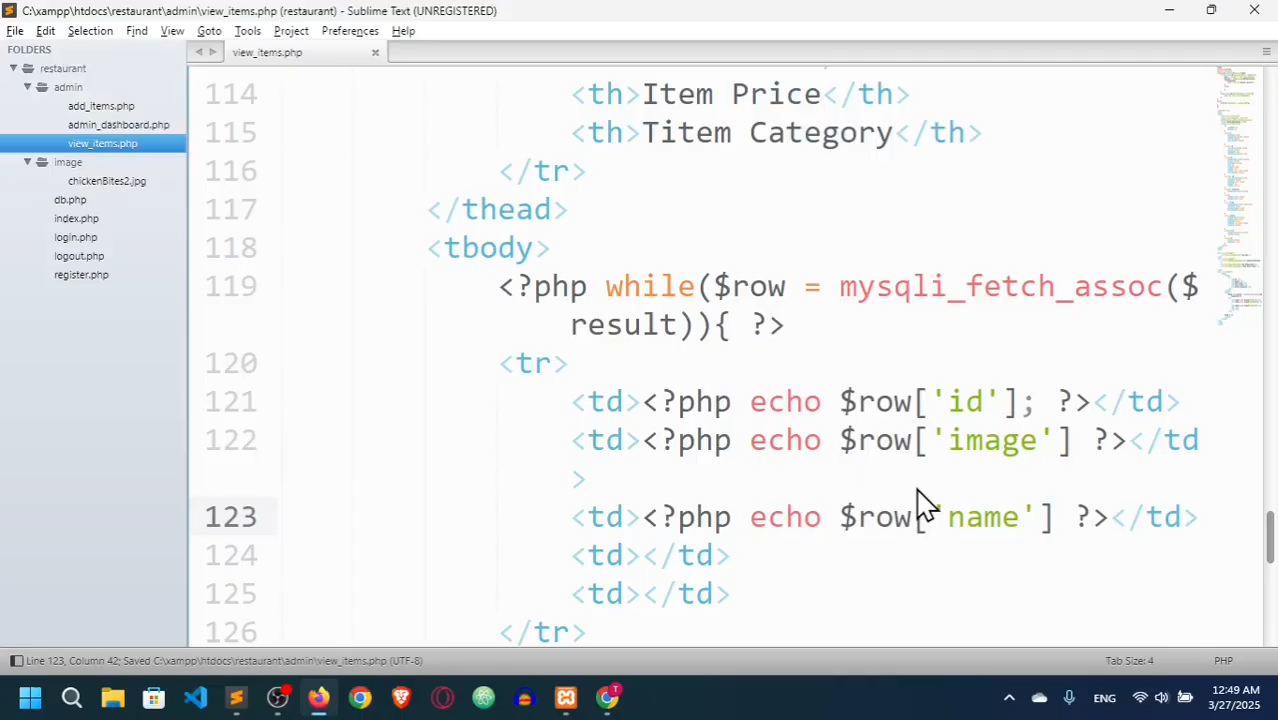 C:\xampp\htdocs\restaurant\admin\view_items.php (restaurant) - Sublime Text (UNREGISTERED)
File Edit Selection Find View Goto Tools Project Preferences Help
FOLDERS
restaurant
admin
add_items.php
admin_dashboard.php
view_items.php
image
chickenBites2.jpg
db.php
index.php
login.php
logout.php
register.php
view_items.php
114 <th>Item Price</th>
115 <th>Titem Category</th>
116 </tr>
117 </thead>
118 <tbody>
119 <?php while($row = mysqli_fetch_assoc($
result)){ ?>
120 <tr>
121 <td><?php echo $row['id']; ?></td>
122 <td><?php echo $row['image'] ?></td
>
123 <td><?php echo $row['name'] ?></td>
124 <td></td>
125 <td></td>
126 </tr>
Line 123, Column 42; Saved C:\xampp\htdocs\restaurant\admin\view_items.php (UTF-8)
Tab Size: 4
PHP
ENG
12:49 AM
3/27/2025